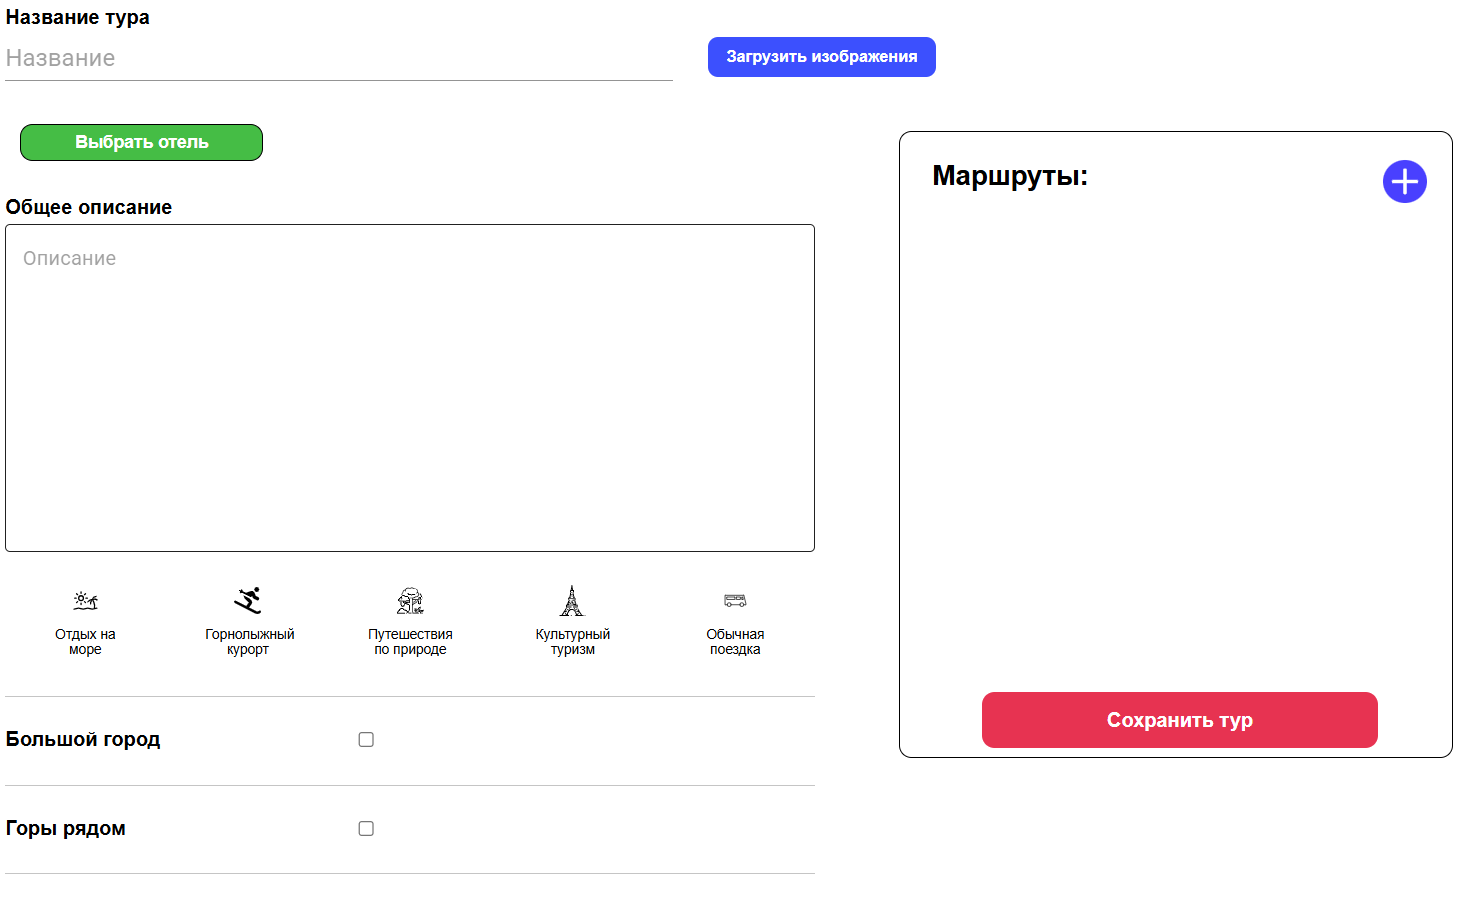 Название тура
Название
Загрузить изображения
Выбрать отель
Маршруты:
Общее описание
Описание
Отдых на
море
Горнолыжный
курорт
Путешествия
по природе
Культурный
туризм
Обычная
поездка
Сохранить тур
Большой город
Горы рядом